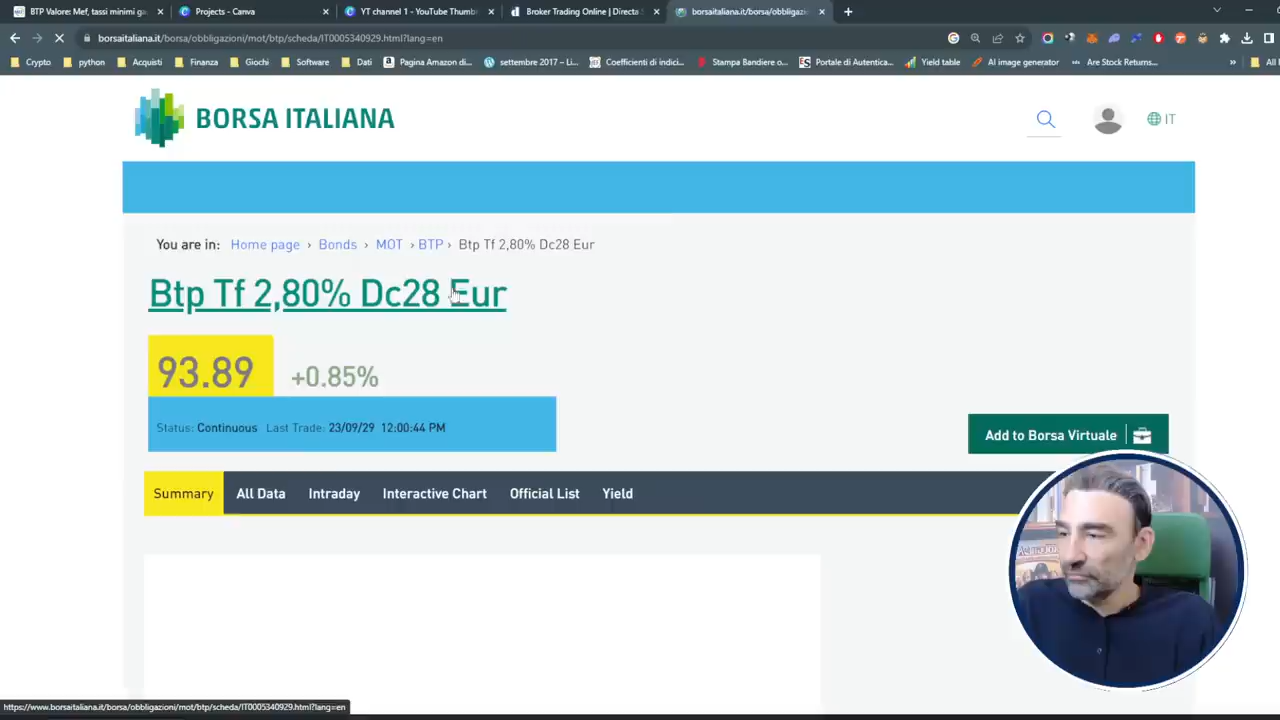 BTP Valore: Mef, tassi minimi ga
Projects - Canva
YT channel 1 - YouTube Thumb
Broker Trading Online | Directa
borsaitaliana.it/borsa/obbligazio
borsaitaliana.it/borsa/obbligazioni/mot/btp/scheda/IT0005340929.html?lang=en
Crypto
python
Acquisti
Finanza
Giochi
Software
Dati
Pagina Amazon di...
settembre 2017 – Li...
Coefficienti di indici...
Stampa Bandiere o...
Portale di Autentica...
Yield table
AI image generator
Are Stock Returns...
All
BORSA ITALIANA
IT
You are in: Home page › Bonds › MOT › BTP › Btp Tf 2,80% Dc28 Eur
Btp Tf 2,80% Dc28 Eur
93.89 +0.85%
Status: Continuous Last Trade: 23/09/29 12:00:44 PM
Add to Borsa Virtuale
Summary All Data Intraday Interactive Chart Official List Yield
https://www.borsaitaliana.it/borsa/obbligazioni/mot/btp/scheda/IT0005340929.html?lang=en